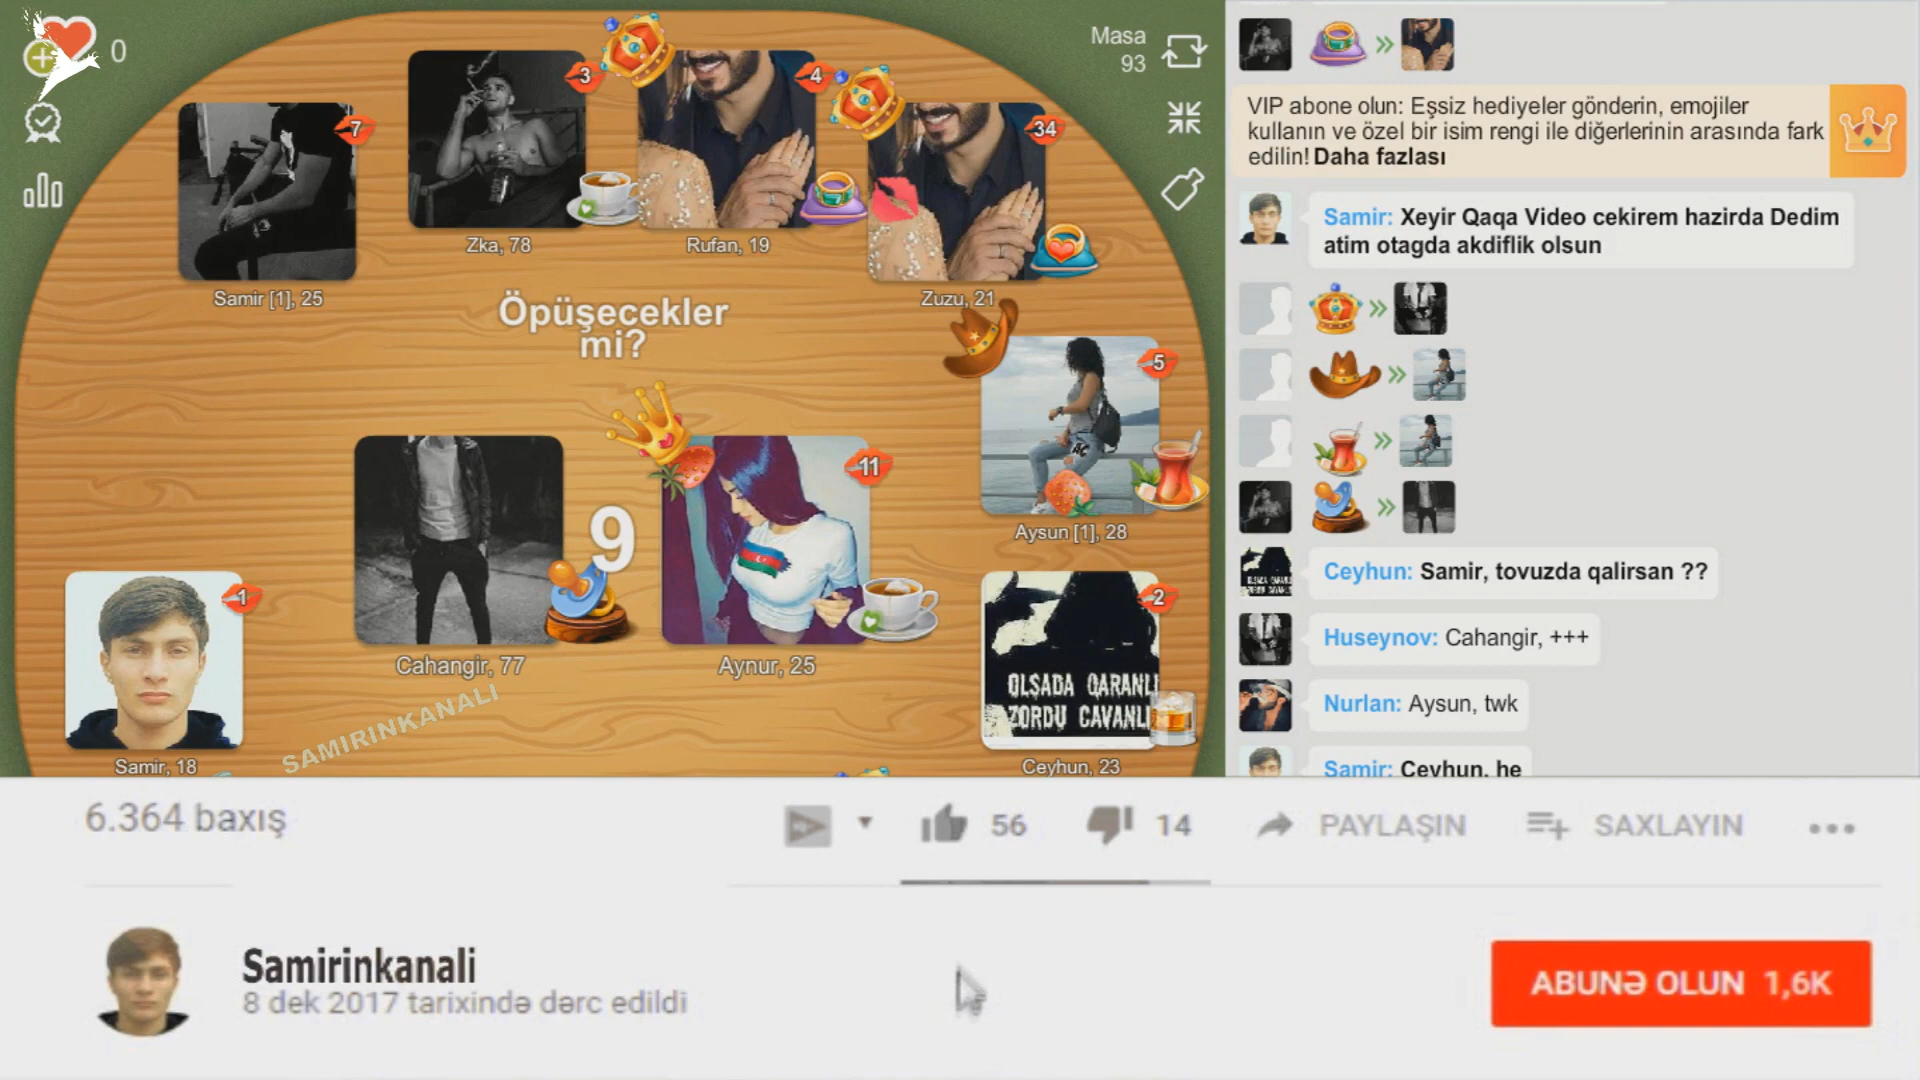 0
Masa
93
7
3
4
34
Samir [1], 25
Zka, 78
Rufan, 19
Zuzu, 21
Öpüşecekler
mi?
5
AC
Aysun [1], 28
11
9
1
2
Cahangir, 77
Aynur, 25
OLSADA QARANLI
ZORDU CAVANLI
Samir, 18
Ceyhun, 23
SAMIRINKANALI
VIP abone olun: Eşsiz hediyeler gönderin, emojiler
kullanın ve özel bir isim rengi ile diğerlerinin arasında fark
edilin! Daha fazlası
Samir: Xeyir Qaqa Video cekirem hazirda Dedim
atim otagda akdiflik olsun
Ceyhun: Samir, tovuzda qalirsan ??
Huseynov: Cahangir, +++
Nurlan: Aysun, twk
Samir: Ceyhun, he
6.364 baxış
56
14
PAYLAŞIN
SAXLAYIN
Samirinkanali
8 dek 2017 tarixində dərc edildi
ABUNƏ OLUN 1,6K